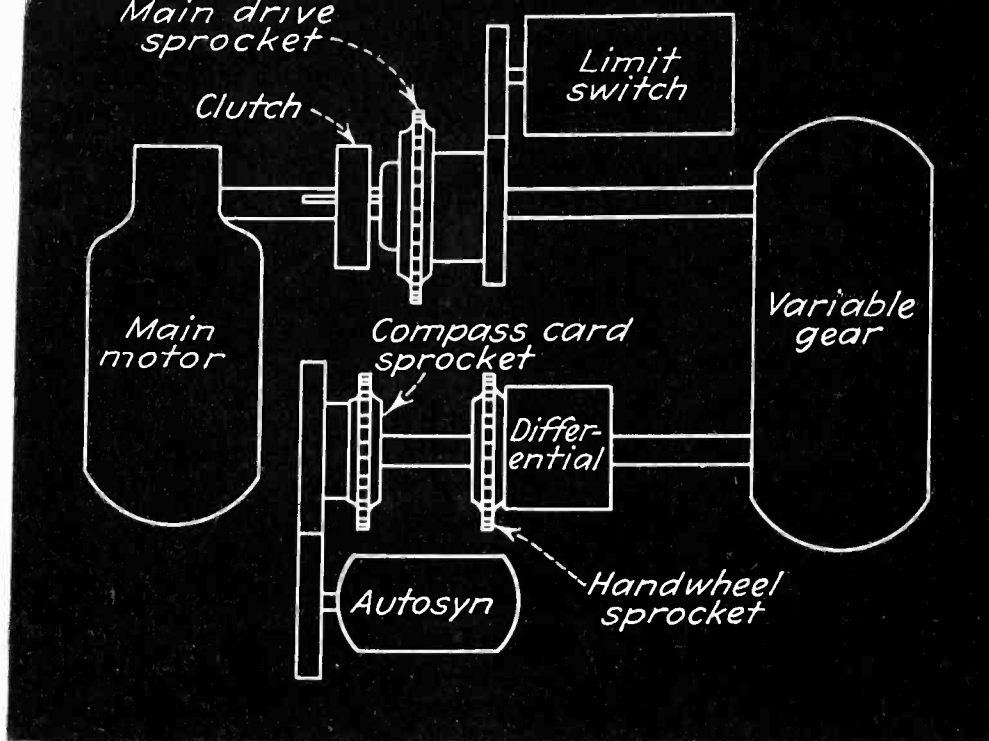 Main drive
sprocket
Limit
switch
Clutch
Main
motor
Compass card
sprocket
Variable
gear
Differ-
ential
Autosyn
Handwheel
sprocket